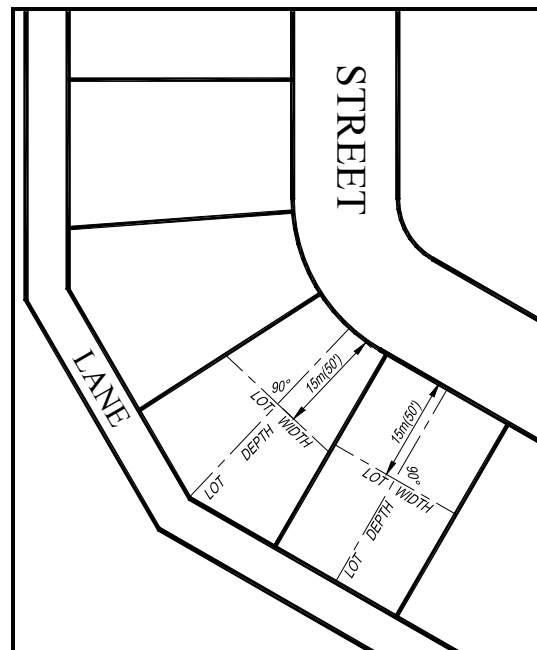 STREET
LANE
90°
15m(50')
LOT WIDTH
LOT DEPTH
15m(50')
90°
LOT WIDTH
LOT DEPTH